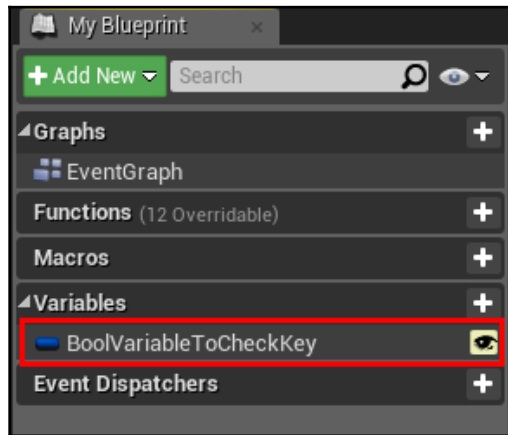 My Blueprint
Add New Search
Graphs
EventGraph
Functions (12 Overridable)
Macros
Variables
BoolVariableToCheckKey
Event Dispatchers